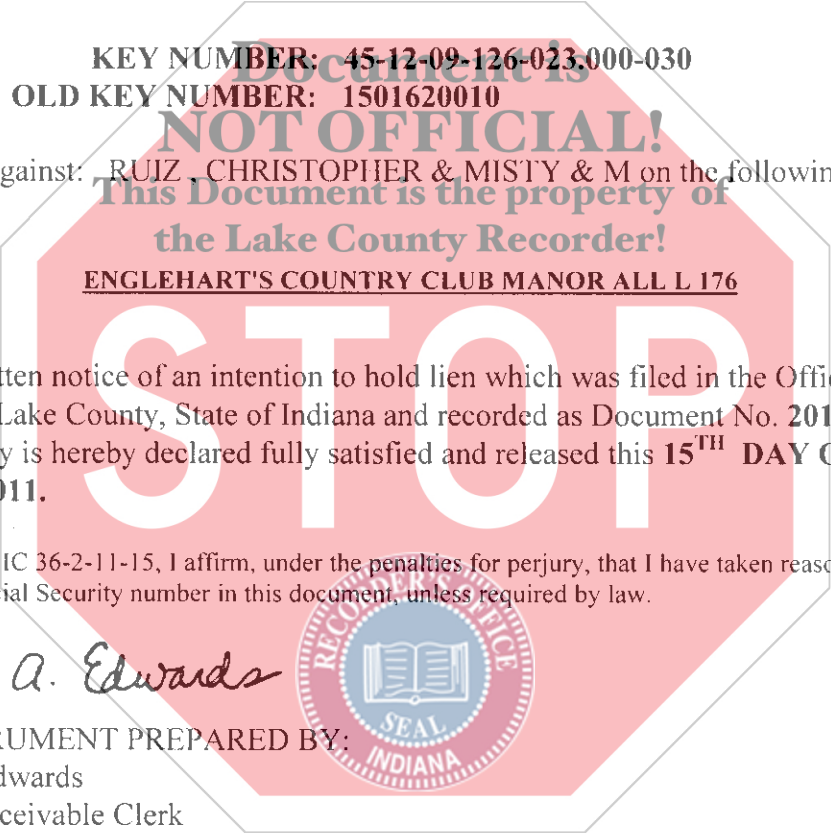 KEY NUMBER: 45-12-09-126-023.000-030
Document is
OLD KEY NUMBER: 1501620010
NOT OFFICIAL!
gainst: RUIZ , CHRISTOPHER & MISTY & M on the followin
This Document is the property of
the Lake County Recorder!
ENGLEHART'S COUNTRY CLUB MANOR ALL L 176
STOP
tten notice of an intention to hold lien which was filed in the Offi
Lake County, State of Indiana and recorded as Document No. 201
y is hereby declared fully satisfied and released this 15TH DAY
011.
IC 36-2-11-15, I affirm, under the penalties for perjury, that I have taken reaso
ial Security number in this document, unless required by law.
RECORDER'S OFFICE
a. Edwards
SEAL
INDIANA
RUMENT PREPARED BY:
dwards
ceivable Clerk